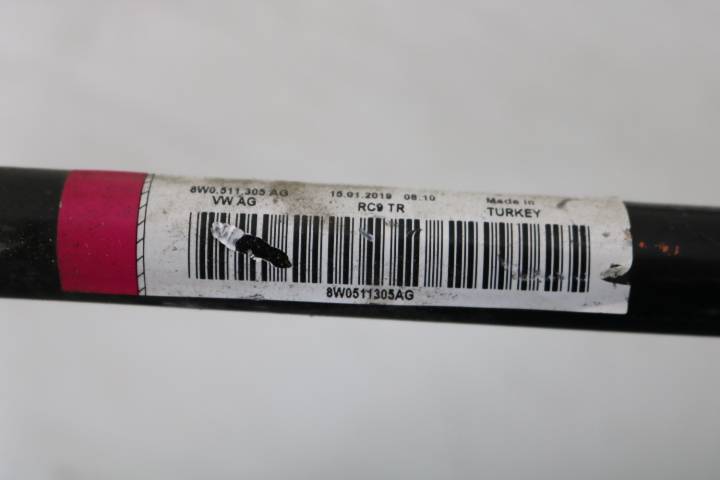 8W0.511.305 AG 15.01.2019 08:10 Made in
VW AG RC9 TR TURKEY
8W0511305AG